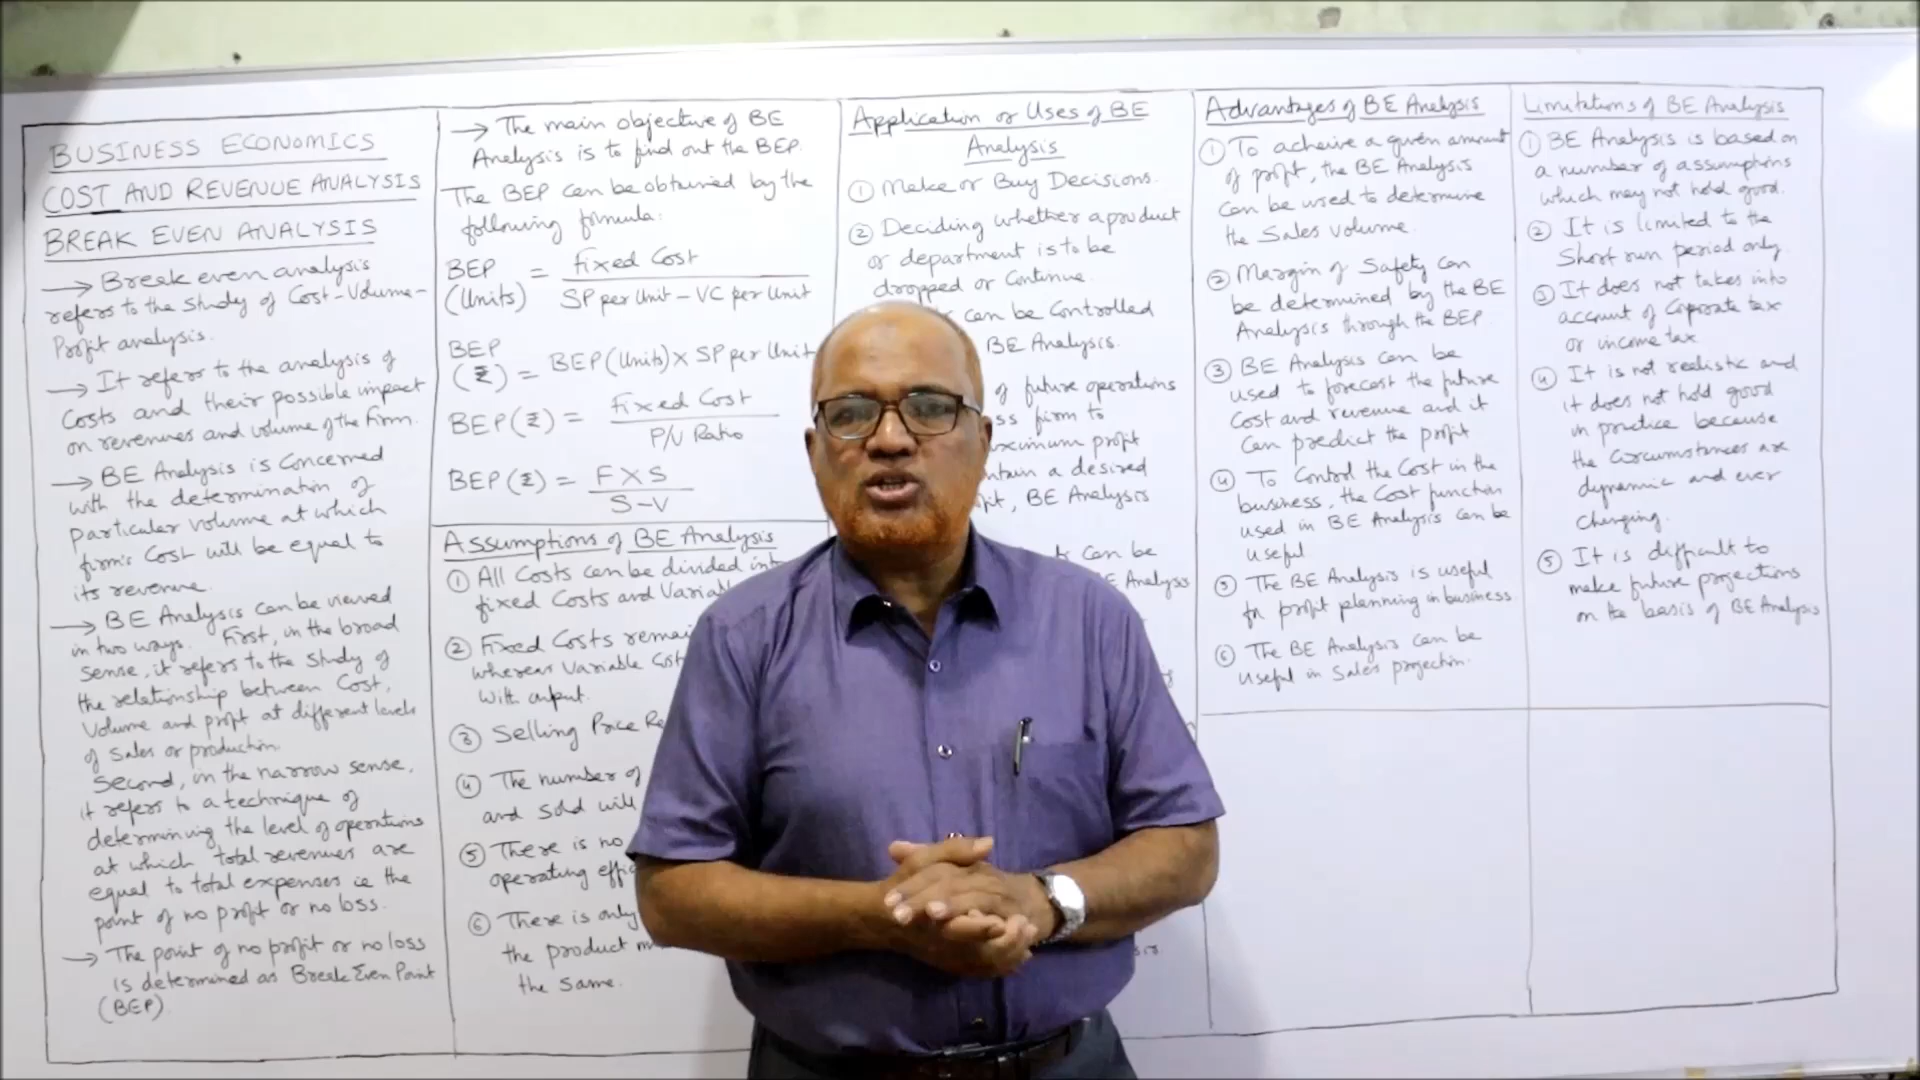 BUSINESS ECONOMICS
COST AND REVENUE ANALYSIS
BREAK EVEN ANALYSIS
→ Break even analysis
refers to the study of Cost-Volume-
Profit analysis.
→ It refers to the analysis of
Costs and their possible impact
on revenues and volume of the firm.
→ BE Analysis is Concerned
with the determination of
particular volume at which
firm's Cost will be equal to
its revenue.
→ BE Analysis can be viewed
in two ways. First, in the broad
sense, it refers to the study of
the relationship between Cost,
Volume and profit at different levels
of Sales or production.
Second, in the narrow sense,
it refers to a technique of
determining the level of operations
at which total revenues are
equal to total expenses ie the
point of no profit or no loss.
→ The point of no profit or no loss
is determined as Break Even Point
(BEP)
→ The main objective of BE
Analysis is to find out the BEP.
The BEP can be obtained by the
following formula:
BEP (Units) = Fixed Cost
SP per Unit - VC per Unit
BEP (₹) = BEP (Units) x SP per Unit
BEP (₹) = Fixed Cost
P/V Ratio
BEP (₹) = F X S
S-V
Assumptions of BE Analysis
① All Costs can be divided
fixed Costs and
② Fixed Costs
whereas Variable
with output.
③ Selling Price
④ The number of
and sold will
⑤ There is no
operating
⑥ There is only
the product
the same.
Application or Uses of BE
Analysis
① Make or Buy Decisions.
② Deciding whether a product
or department is to be
dropped or Continue.
can be Controlled
BE Analysis.
of future operations
firm to
profit
a desired
BE Analysis
can be
Analysis
Advantages of BE Analysis
① To acheive a given amount
of profit, the BE Analysis
can be used to determine
the Sales volume.
② Margin of Safety can
be determined by the BE
Analysis through the BEP.
③ BE Analysis can be
used to forecast the future
Cost and revenue and it
can predict the profit
④ To Control the Cost in the
business, the Cost function
used in BE Analysis can be
useful
⑤ The BE Analysis is useful
for profit planning in business
⑥ The BE Analysis can be
useful in Sales projection.
Limitations of BE Analysis
① BE Analysis is based on
a number of assumptions
which may not hold good.
② It is limited to the
Short run period only.
③ It does not takes into
account of Corporate tax
or income tax
④ It is not realistic and
it does not hold good
in practice because
the circumstances are
dynamic and ever
changing.
⑤ It is difficult to
make future projections
on the basis of BE Analysis